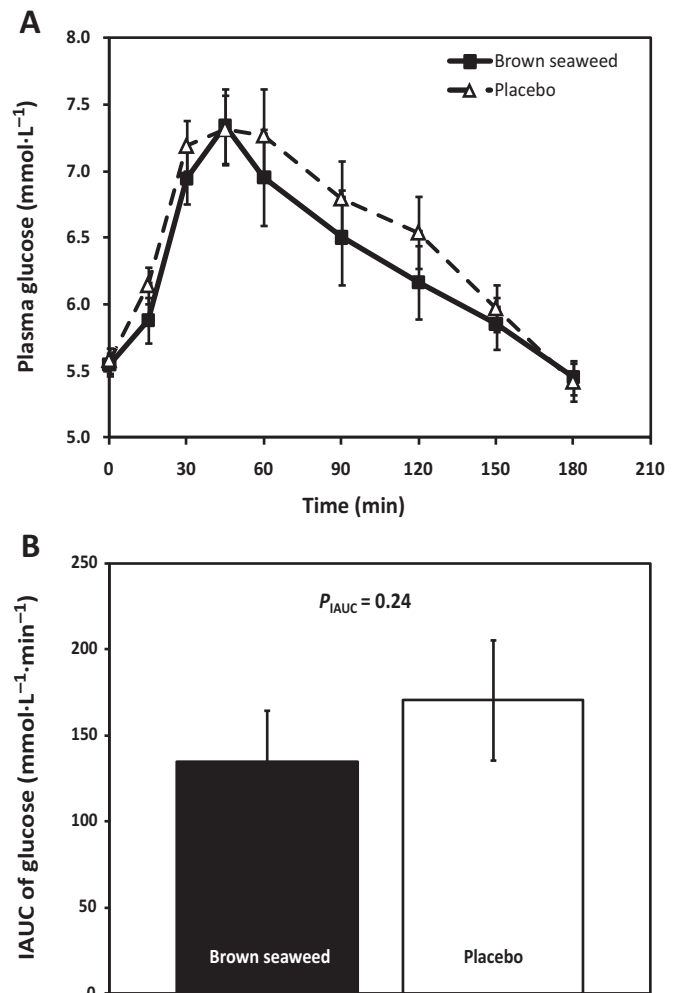 A
8.0
7.5
7.0
6.5
6.0
5.5
5.0
Plasma glucose (mmol·L⁻¹)
Brown seaweed
Placebo
0 30 60 90 120 150 180 210
Time (min)
B
250
200
150
100
50
0
IAUC of glucose (mmol·L⁻¹·min⁻¹)
P_IAUC = 0.24
Brown seaweed
Placebo